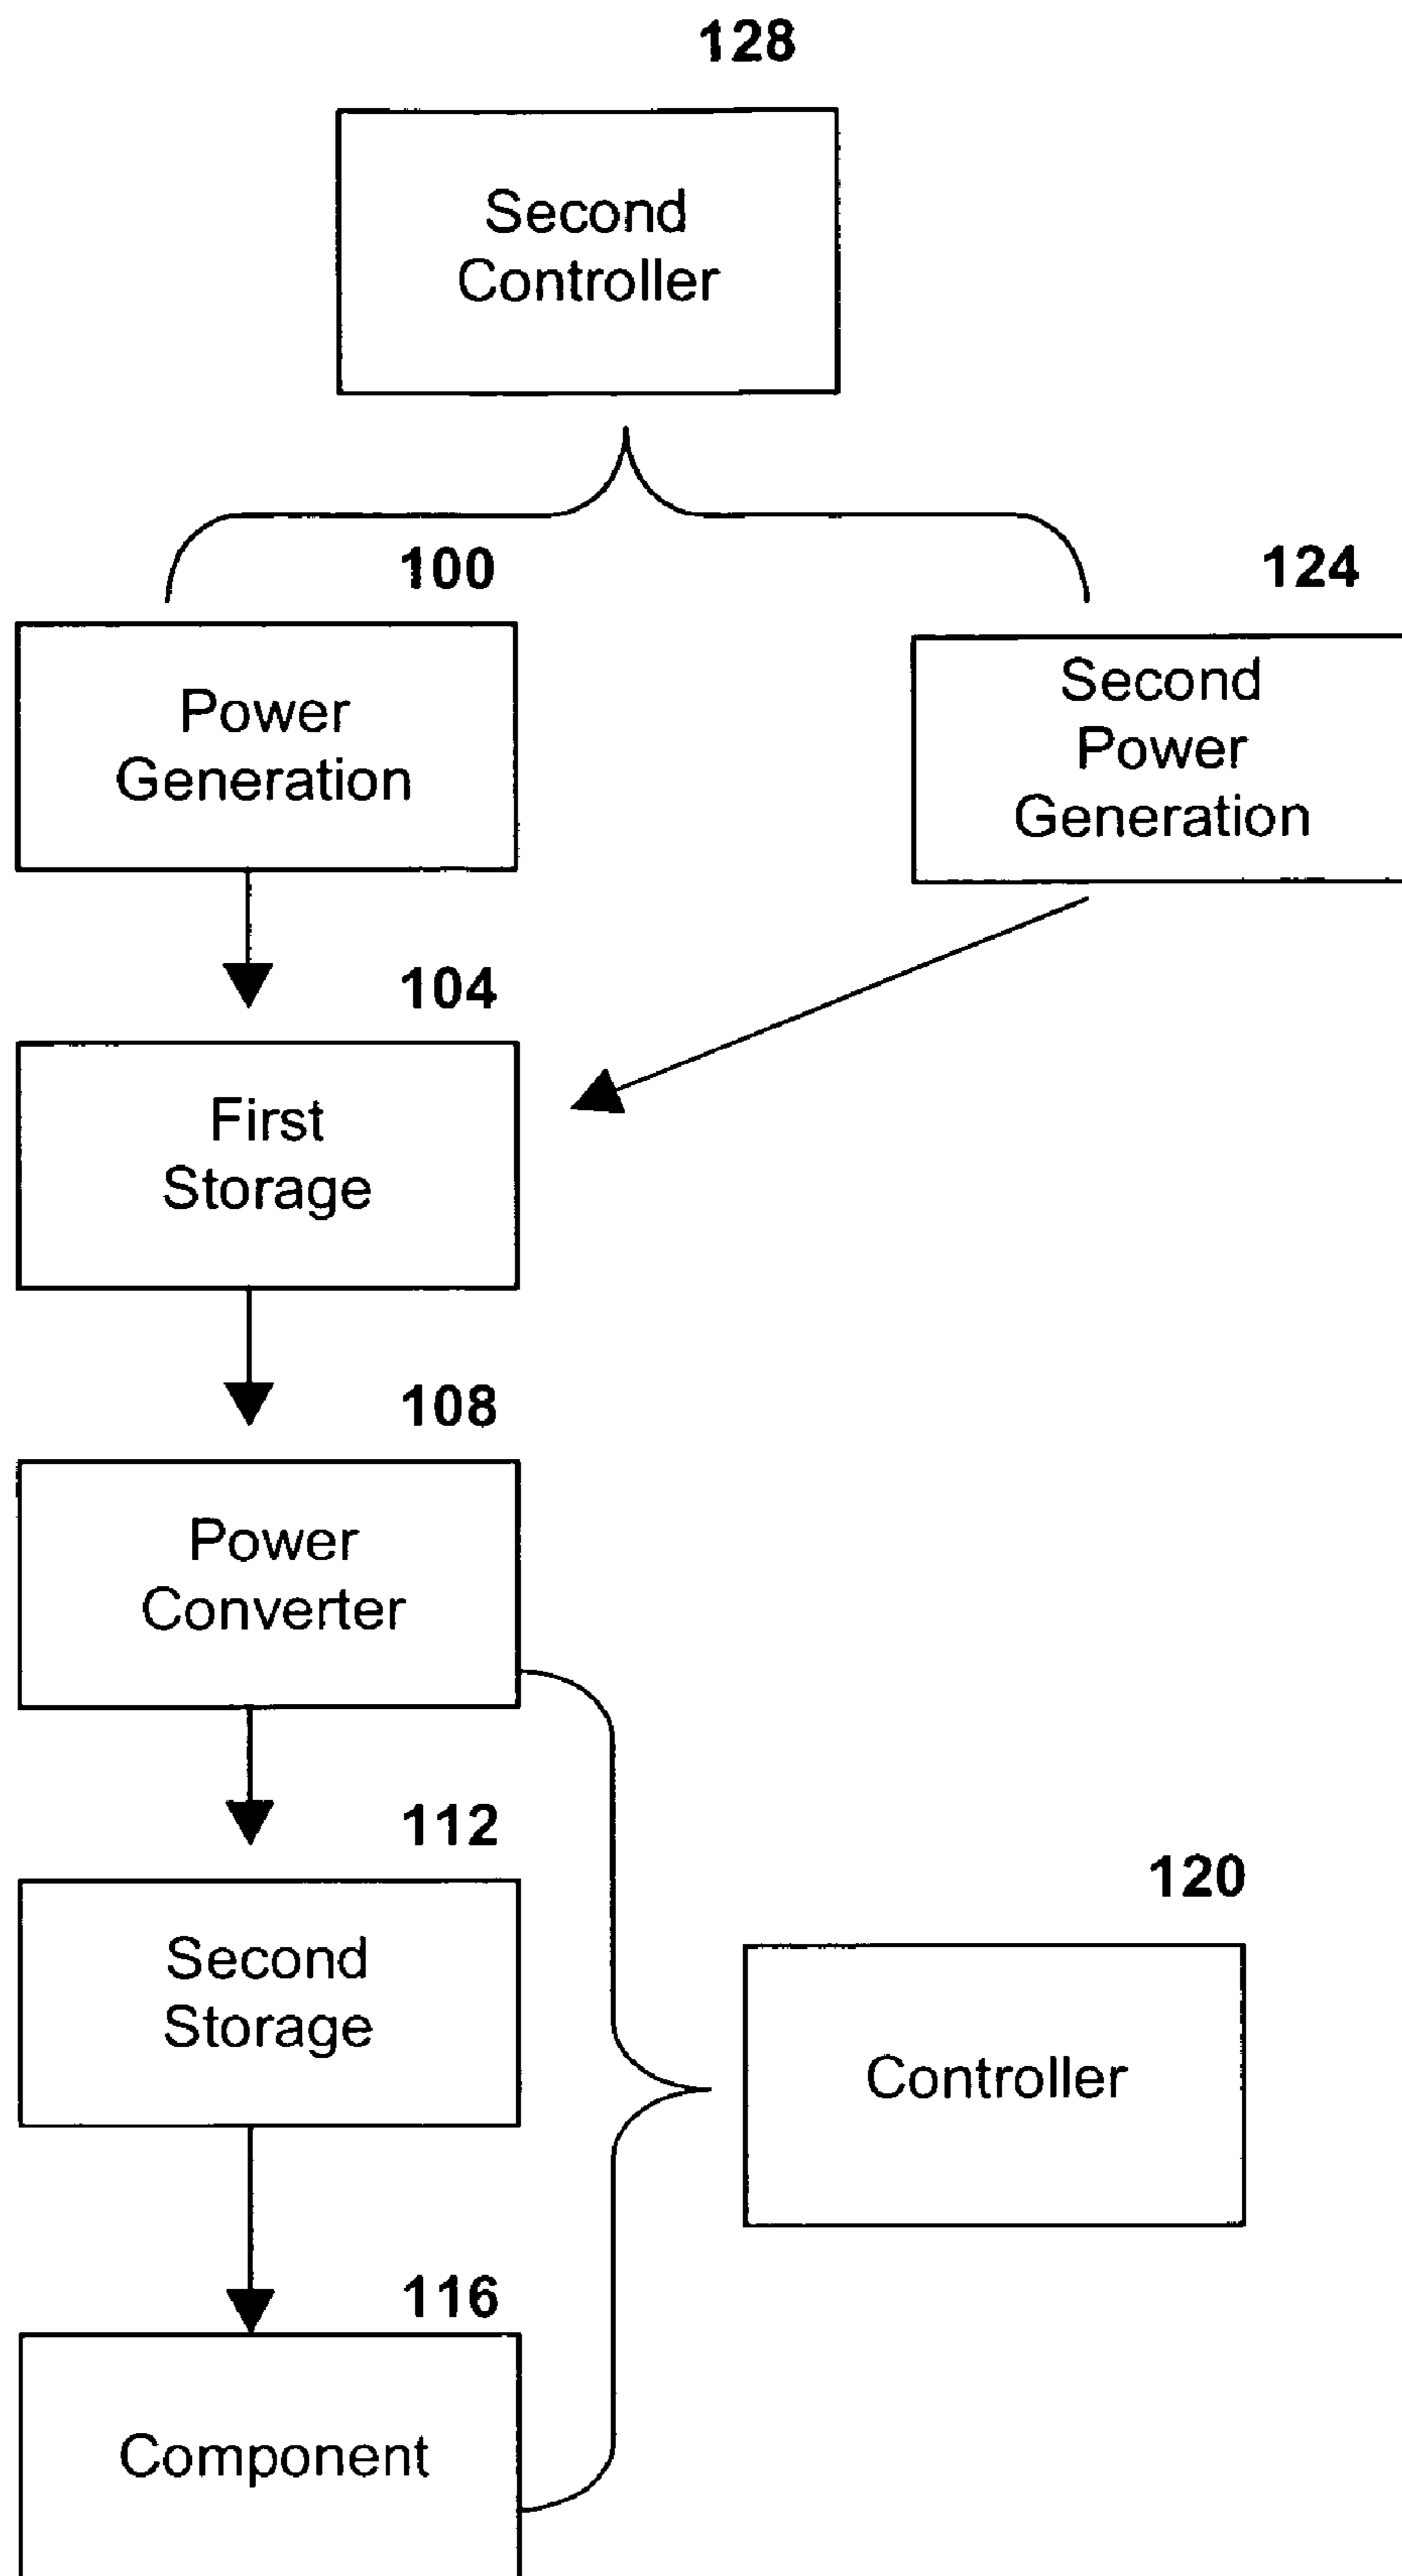 128
Second
Controller
100
124
Power
Generation
Second
Power
Generation
104
First
Storage
108
Power
Converter
112
Second
Storage
120
Controller
116
Component